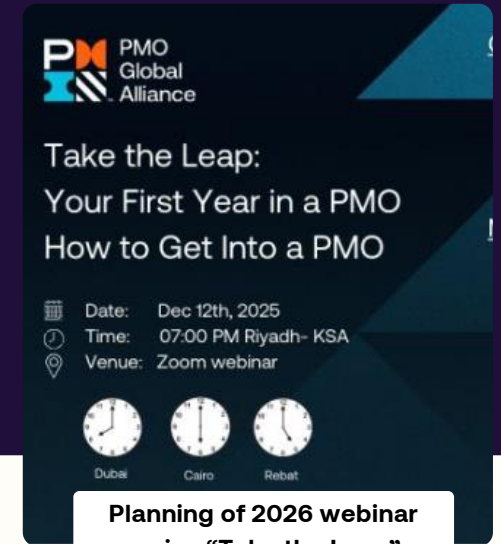 PMO
Global
Alliance
Take the Leap:
Your First Year in a PMO
How to Get Into a PMO
Date: Dec 12th, 2025
Time: 07:00 PM Riyadh- KSA
Venue: Zoom webinar
Dubai Cairo Rebat
Planning of 2026 webinar